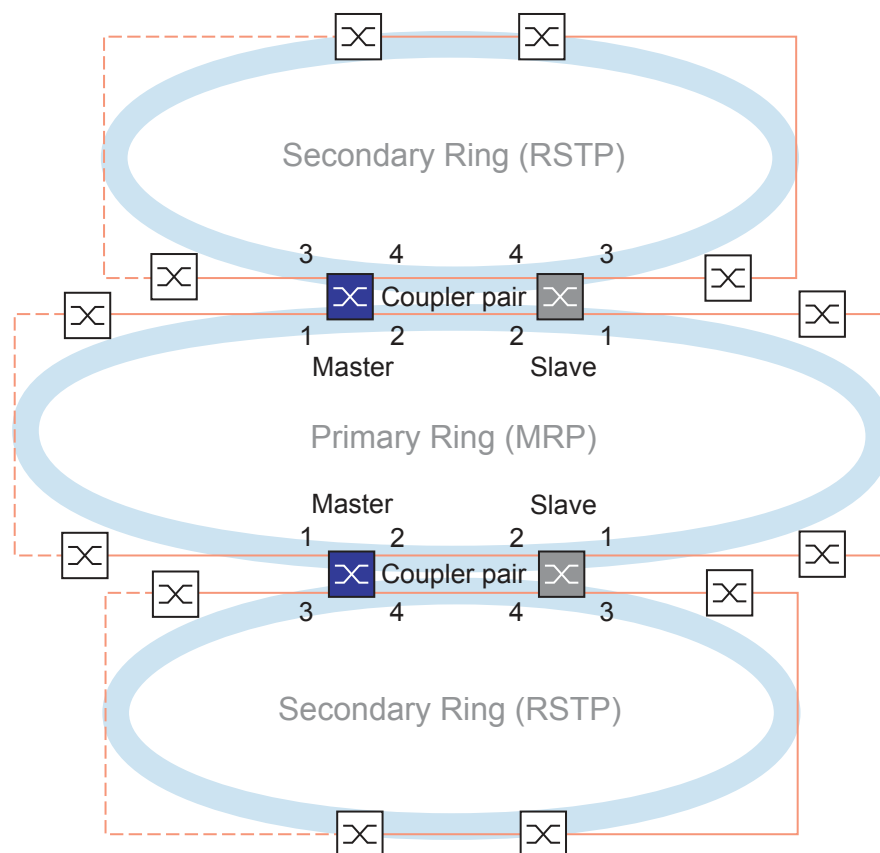 Secondary Ring (RSTP)
3 4 4 3
Coupler pair
1 2 2 1
Master Slave
Primary Ring (MRP)
Master Slave
1 2 2 1
Coupler pair
3 4 4 3
Secondary Ring (RSTP)